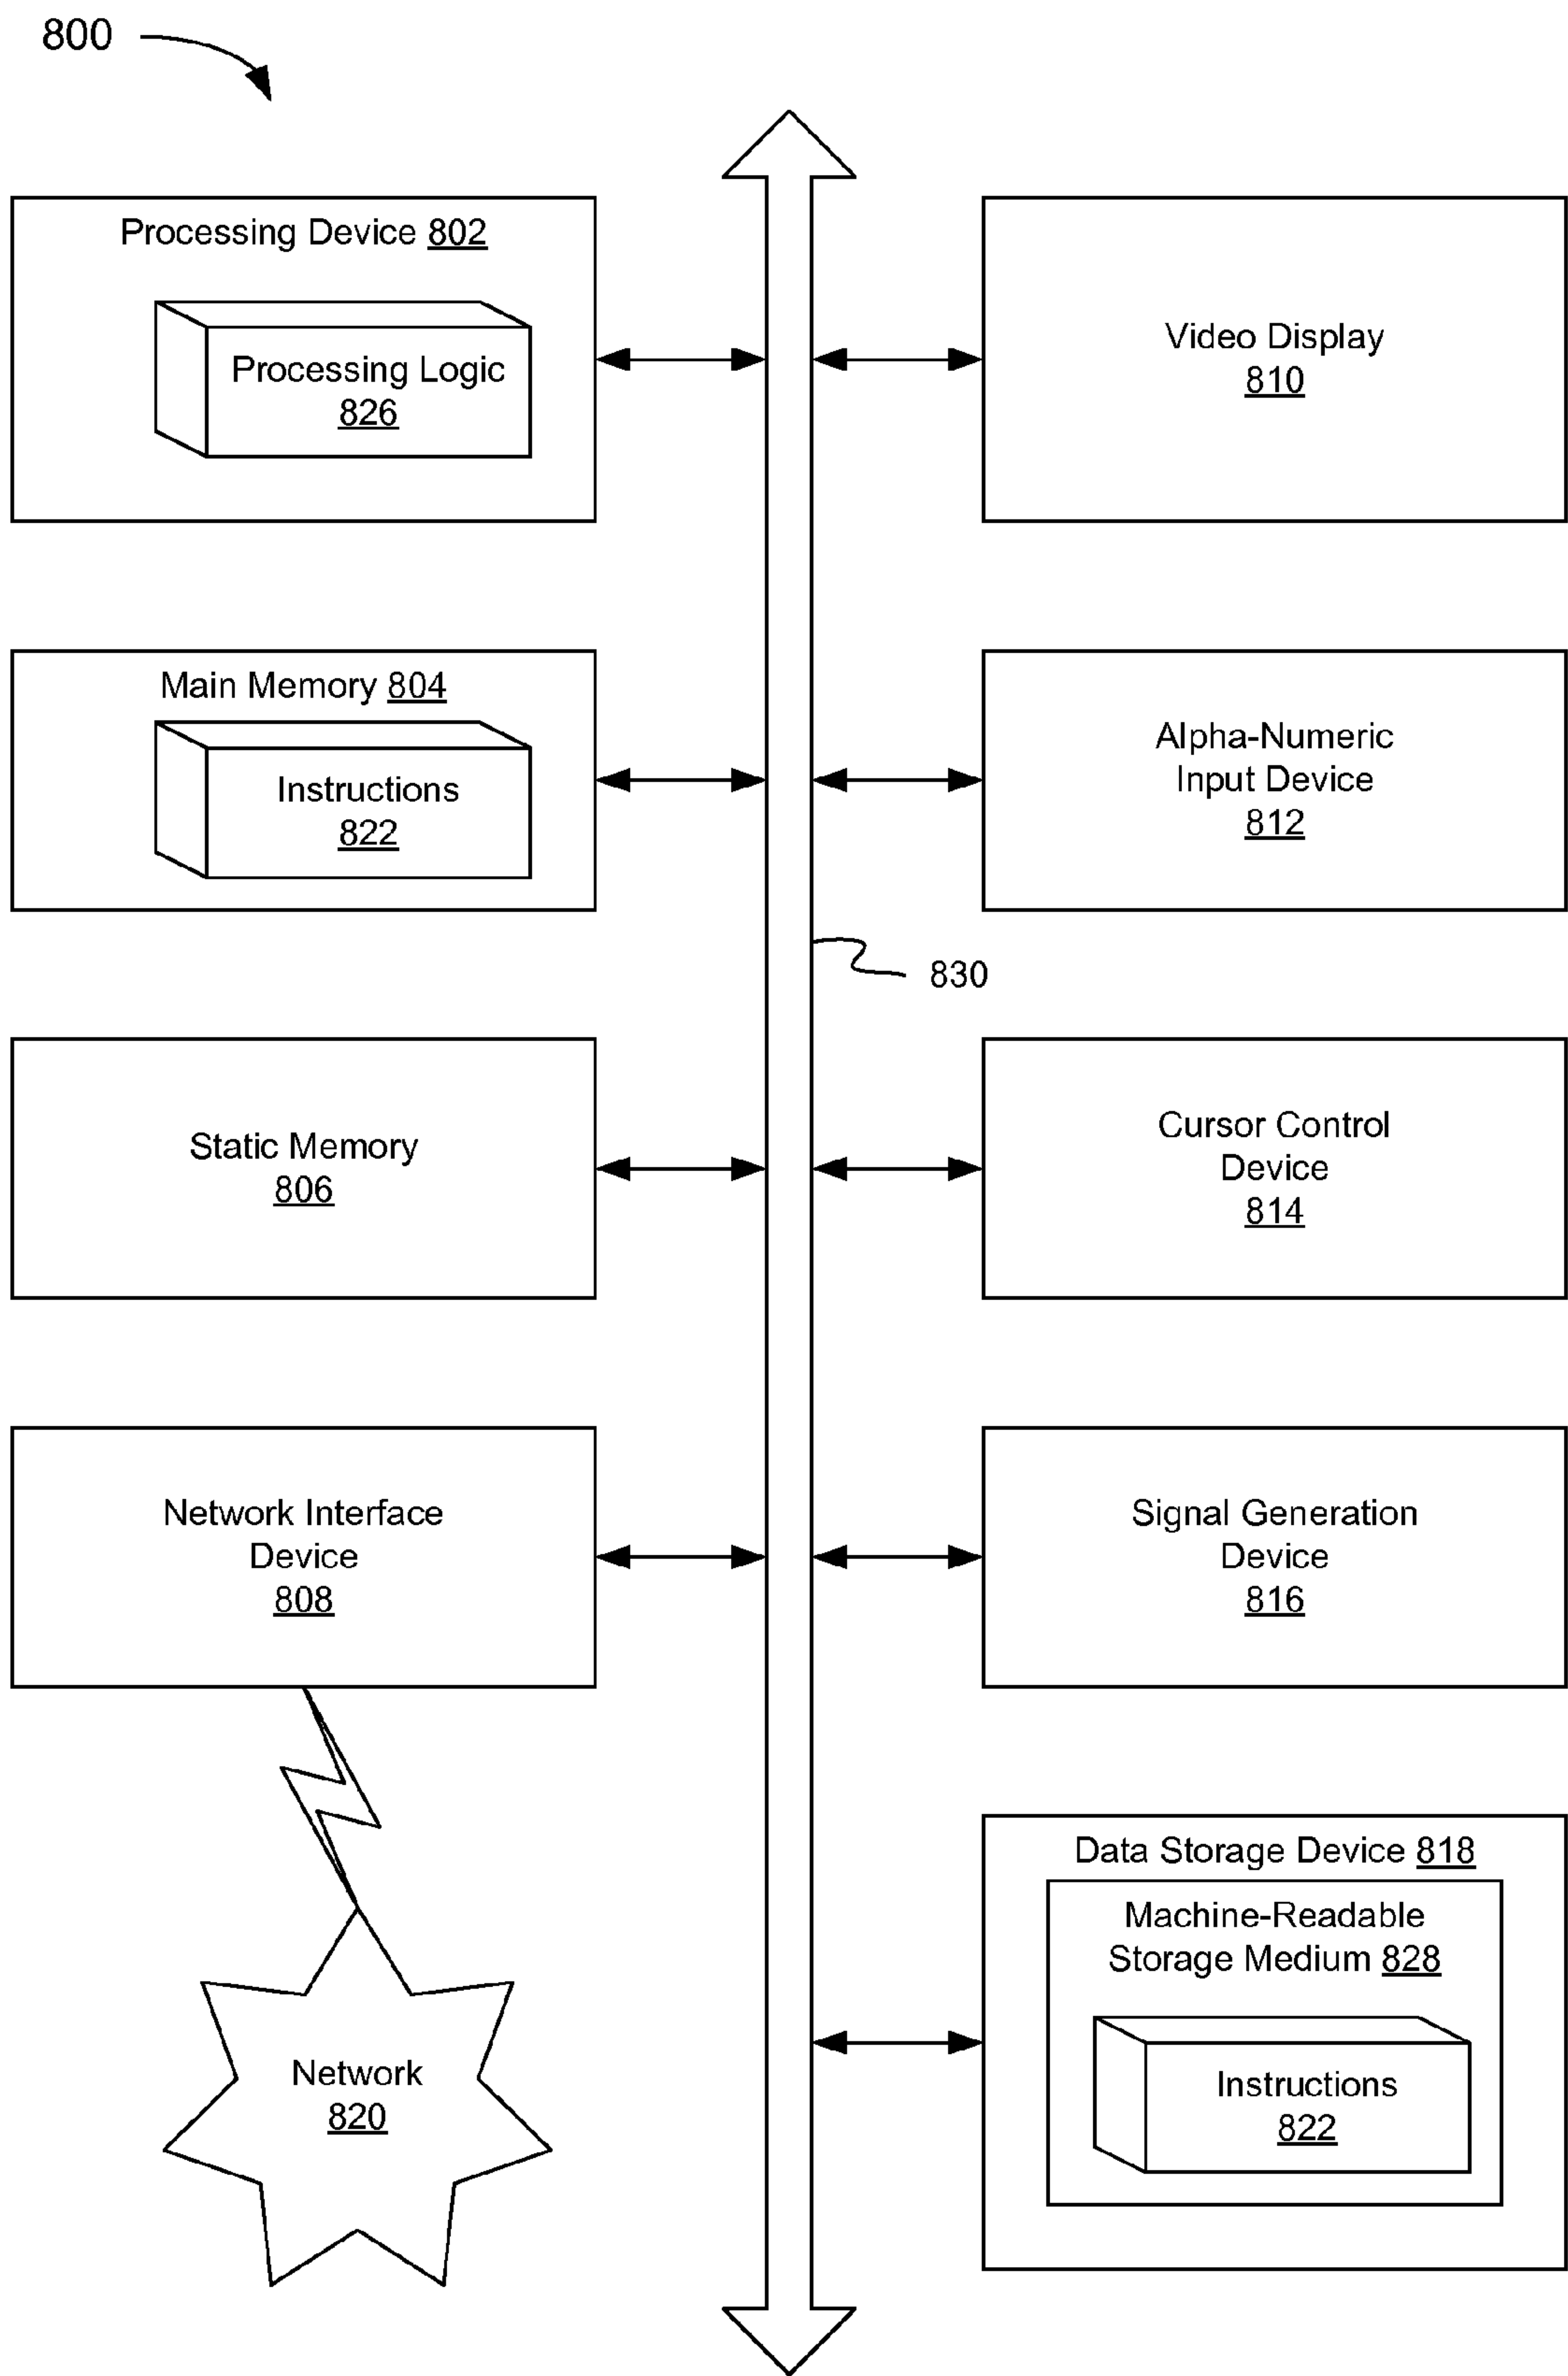 800
Processing Device 802
Processing Logic
826
Video Display
810
Main Memory 804
Instructions
822
Alpha-Numeric
Input Device
812
830
Static Memory
806
Cursor Control
Device
814
Network Interface
Device
808
Signal Generation
Device
816
Data Storage Device 818
Machine-Readable
Storage Medium 828
Instructions
822
Network
820